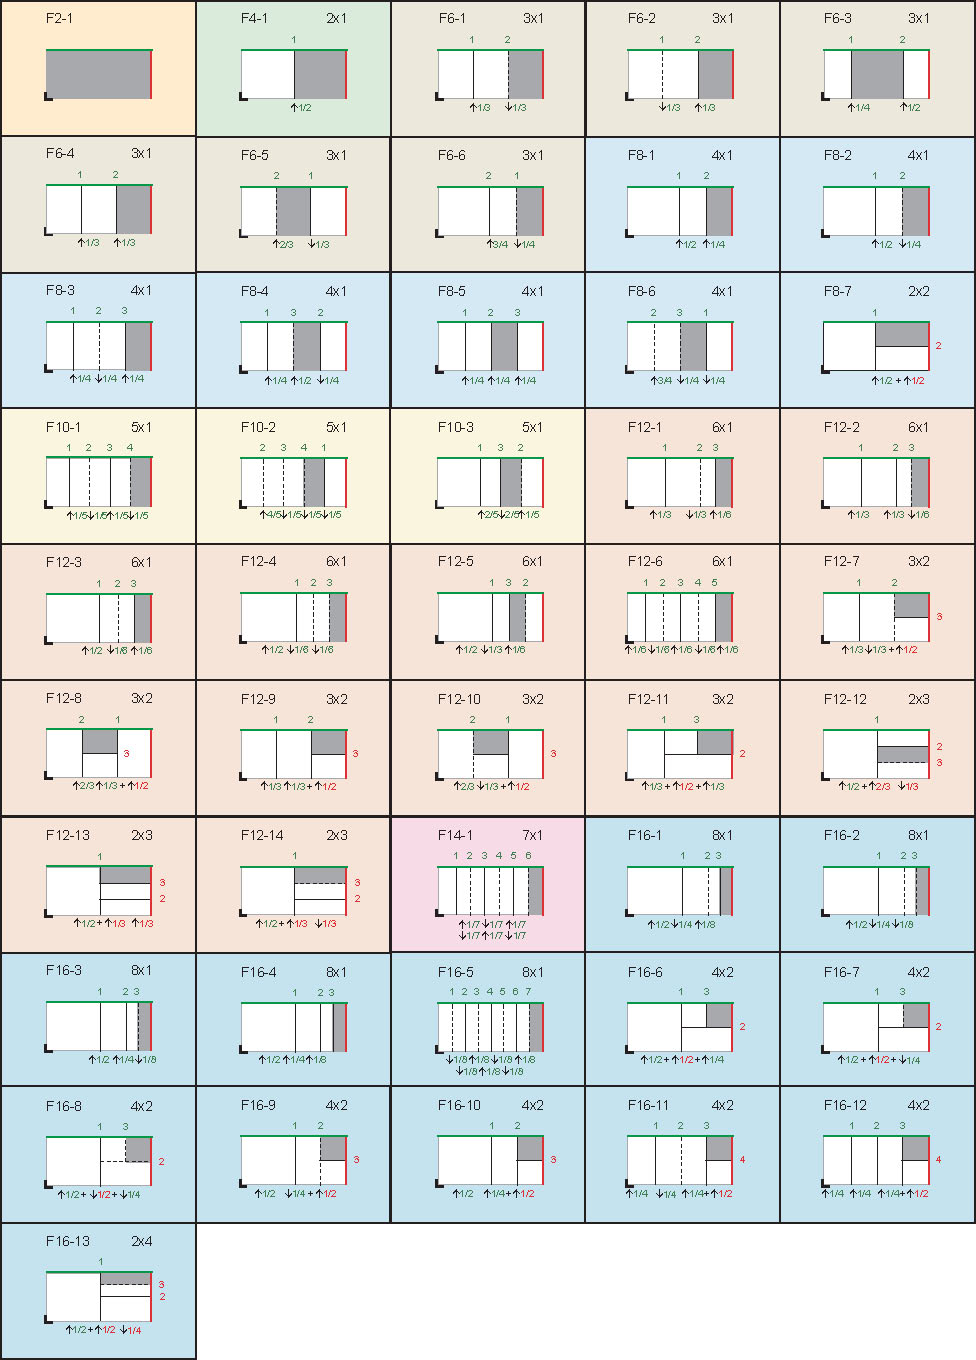 F2-1
F4-1 2x1
1
↑1/2
F6-1 3x1
1 2
↑1/3 ↓1/3
F6-2 3x1
1 2
↓1/3 ↑1/3
F6-3 3x1
1 2
↑1/4 ↑1/2
F6-4 3x1
1 2
↑1/3 ↑1/3
F6-5 3x1
2 1
↑2/3 ↓1/3
F6-6 3x1
2 1
↑3/4 ↓1/4
F8-1 4x1
1 2
↑1/2 ↑1/4
F8-2 4x1
1 2
↑1/2 ↓1/4
F8-3 4x1
1 2 3
↑1/4 ↓1/4 ↑1/4
F8-4 4x1
1 3 2
↑1/4 ↑1/2 ↓1/4
F8-5 4x1
1 2 3
↑1/4 ↑1/4 ↑1/4
F8-6 4x1
2 3 1
↑3/4 ↓1/4 ↓1/4
F8-7 2x2
1
2
↑1/2 + ↑1/2
F10-1 5x1
1 2 3 4
↑1/5↓1/5↑1/5↓1/5
F10-2 5x1
2 3 4 1
↑4/5↓1/5↓1/5↓1/5
F10-3 5x1
1 3 2
↑2/5↓2/5↑1/5
F12-1 6x1
1 2 3
↑1/3 ↓1/3 ↑1/6
F12-2 6x1
1 2 3
↑1/3 ↑1/3 ↓1/6
F12-3 6x1
1 2 3
↑1/2 ↓1/6 ↑1/6
F12-4 6x1
1 2 3
↑1/2 ↓1/6 ↓1/6
F12-5 6x1
1 3 2
↑1/2 ↓1/3 ↑1/6
F12-6 6x1
1 2 3 4 5
↑1/6 ↓1/6 ↑1/6 ↓1/6 ↑1/6
F12-7 3x2
1 2
3
↑1/3↓1/3+↑1/2
F12-8 3x2
2 1
3
↑2/3↑1/3+↑1/2
F12-9 3x2
1 2
3
↑1/3 ↑1/3+↑1/2
F12-10 3x2
2 1
3
↑2/3 ↓1/3+↑1/2
F12-11 3x2
1 3
2
↑1/3+↑1/2+↑1/3
F12-12 2x3
1
2
3
↑1/2+↑2/3 ↓1/3
F12-13 2x3
1
3
2
↑1/2+↑1/3 ↑1/3
F12-14 2x3
1
3
2
↑1/2+↑1/3 ↓1/3
F14-1 7x1
1 2 3 4 5 6
↑1/7↓1/7↑1/7
↓1/7↑1/7↓1/7
F16-1 8x1
1 2 3
↑1/2↓1/4↑1/8
F16-2 8x1
1 2 3
↑1/2↓1/4↓1/8
F16-3 8x1
1 2 3
↑1/2 ↑1/4↓1/8
F16-4 8x1
1 2 3
↑1/2 ↑1/4↑1/8
F16-5 8x1
1 2 3 4 5 6 7
↓1/8↑1/8↓1/8↑1/8
↓1/8↑1/8↓1/8
F16-6 4x2
1 3
2
↑1/2+↑1/2+↑1/4
F16-7 4x2
1 3
2
↑1/2+↑1/2+↓1/4
F16-8 4x2
1 3
2
↑1/2+↓1/2+↓1/4
F16-9 4x2
1 2
3
↑1/2 ↓1/4+↑1/2
F16-10 4x2
1 2
3
↑1/2 ↑1/4+↑1/2
F16-11 4x2
1 2 3
4
↑1/4 ↓1/4 ↑1/4+↑1/2
F16-12 4x2
1 2 3
4
↑1/4 ↑1/4 ↑1/4+↑1/2
F16-13 2x4
1
3
2
↑1/2+↑1/2 ↓1/4